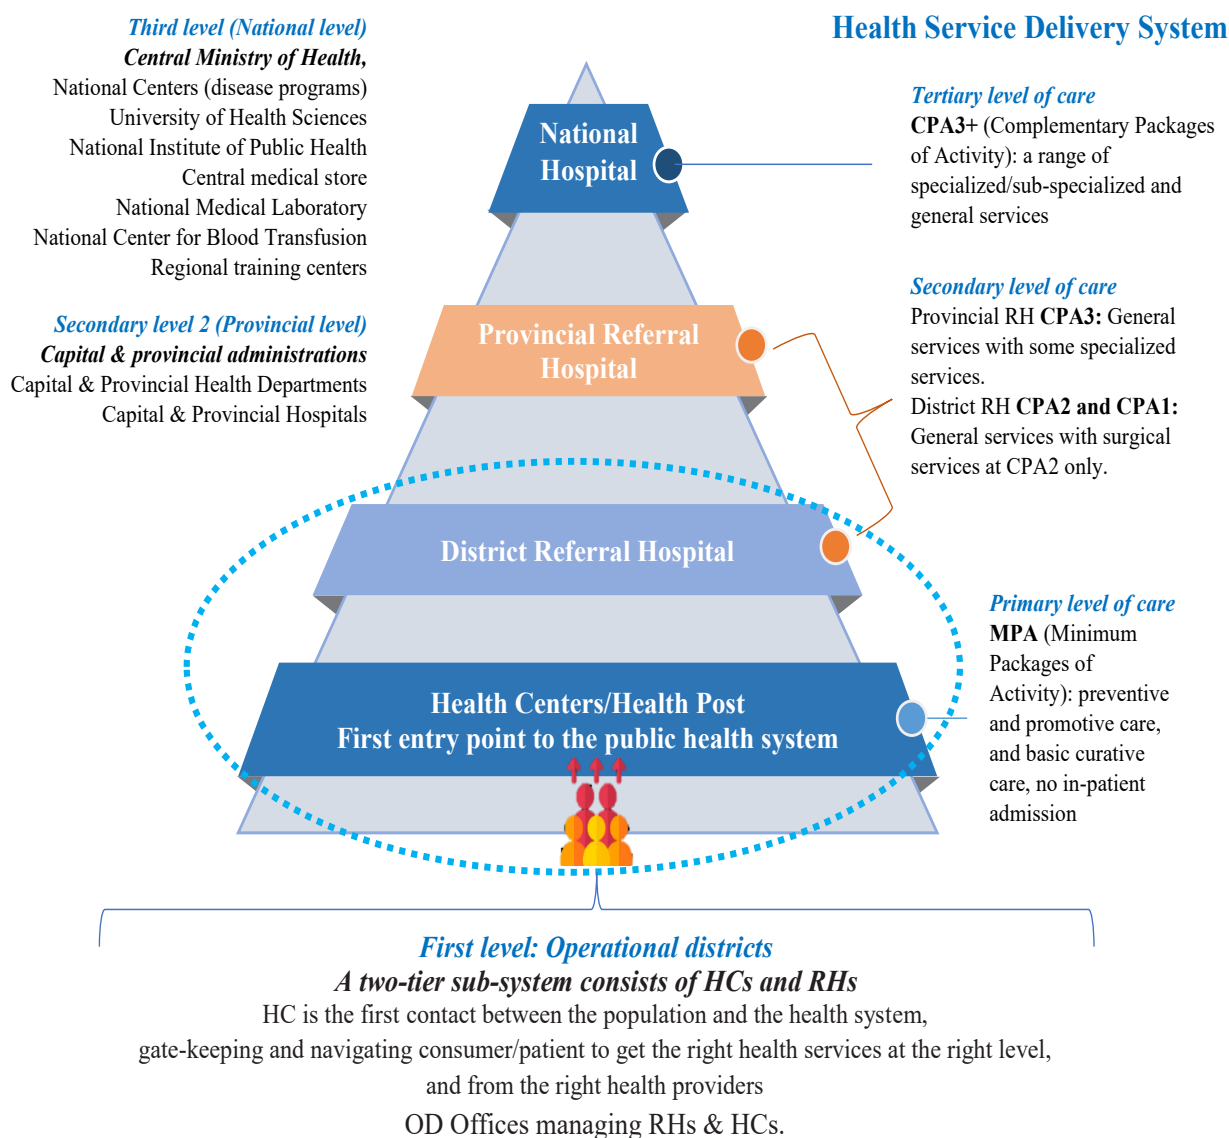 Third level (National level)
Central Ministry of Health,
National Centers (disease programs)
University of Health Sciences
National Institute of Public Health
Central medical store
National Medical Laboratory
National Center for Blood Transfusion
Regional training centers
Secondary level 2 (Provincial level)
Capital & provincial administrations
Capital & Provincial Health Departments
Capital & Provincial Hospitals
Health Service Delivery System
National
Hospital
Provincial Referral
Hospital
District Referral Hospital
Health Centers/Health Post
First entry point to the public health system
Tertiary level of care
CPA3+ (Complementary Packages
of Activity): a range of
specialized/sub-specialized and
general services
Secondary level of care
Provincial RH CPA3: General
services with some specialized
services.
District RH CPA2 and CPA1:
General services with surgical
services at CPA2 only.
Primary level of care
MPA (Minimum
Packages of
Activity): preventive
and promotive care,
and basic curative
care, no in-patient
admission
First level: Operational districts
A two-tier sub-system consists of HCs and RHs
HC is the first contact between the population and the health system,
gate-keeping and navigating consumer/patient to get the right health services at the right level,
and from the right health providers
OD Offices managing RHs & HCs.